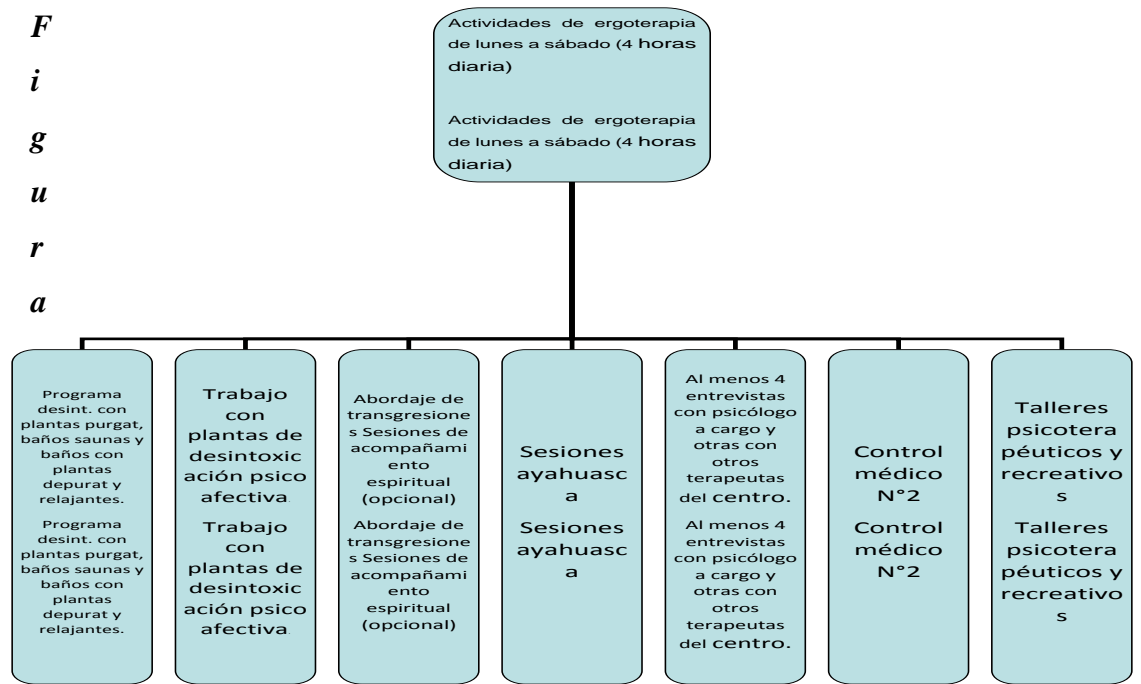 F
i
g
u
r
a
Actividades de ergoterapia
de lunes a sábado (4 horas
diaria)
Actividades de ergoterapia
de lunes a sábado (4 horas
diaria)
Programa
desint. con
plantas purgat,
baños saunas y
baños con
plantas
depurat y
relajantes.
Programa
desint. con
plantas purgat,
baños saunas y
baños con
plantas
depurat y
relajantes.
Trabajo
con
plantas de
desintoxic
ación psico
afectiva.
Trabajo
con
plantas de
desintoxic
ación psico
afectiva.
Abordaje de
transgresione
s Sesiones de
acompañami
ento
espiritual
(opcional)
Abordaje de
transgresione
s Sesiones de
acompañami
ento
espiritual
(opcional)
Sesiones
ayahuasc
a
Sesiones
ayahuasc
a
Al menos 4
entrevistas
con psicólogo
a cargo y
otras con
otros
terapeutas
del centro.
Al menos 4
entrevistas
con psicólogo
a cargo y
otras con
otros
terapeutas
del centro.
Control
médico
N°2
Control
médico
N°2
Talleres
psicotera
péuticos y
recreativo
s
Talleres
psicotera
péuticos y
recreativo
s